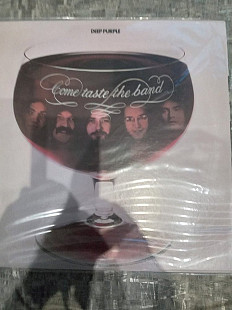 DEEP PURPLE
Come taste the band